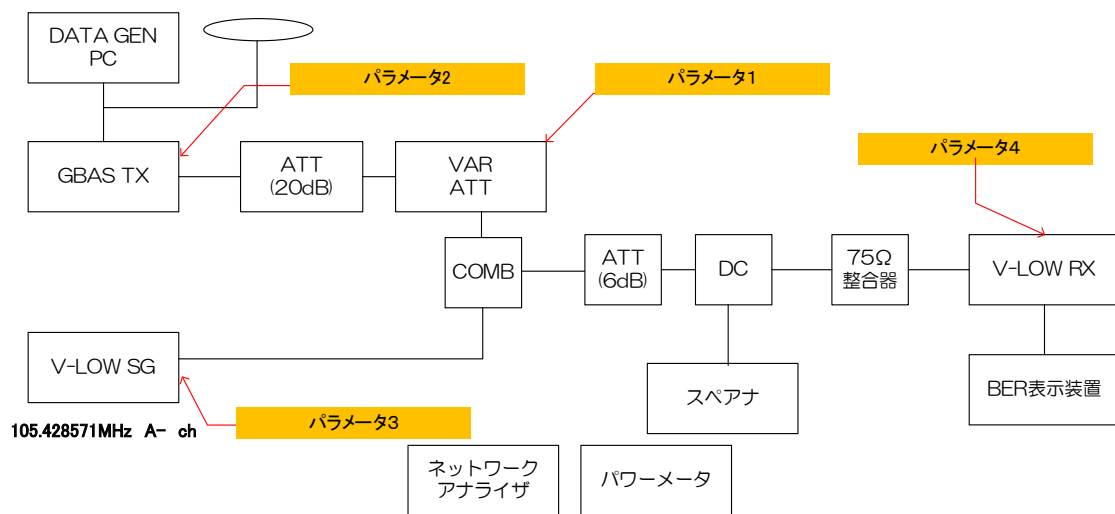 DATA GEN
PC
パラメータ2
パラメータ1
パラメータ4
GBAS TX
ATT
(20dB)
VAR
ATT
COMB
ATT
(6dB)
DC
75Ω
整合器
V-LOW RX
V-LOW SG
スペアナ
BER表示装置
105.428571MHz A- ch
パラメータ3
ネットワーク
アナライザ
パワーメータ